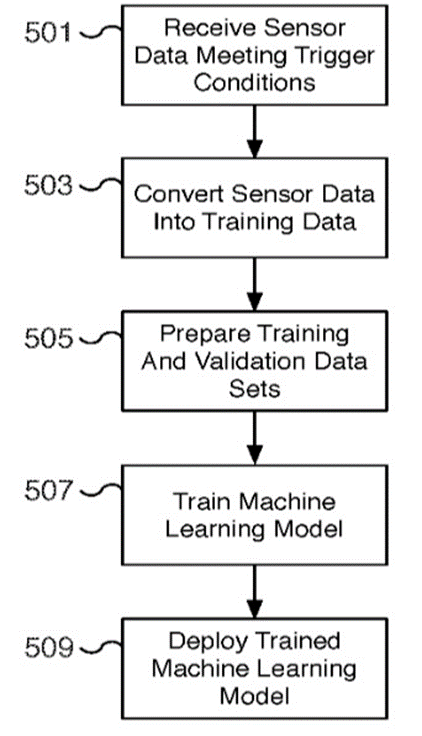 501
Receive Sensor
Data Meeting Trigger
Conditions
503
Convert Sensor Data
Into Training Data
505
Prepare Training
And Validation Data
Sets
507
Train Machine
Learning Model
509
Deploy Trained
Machine Learning
Model